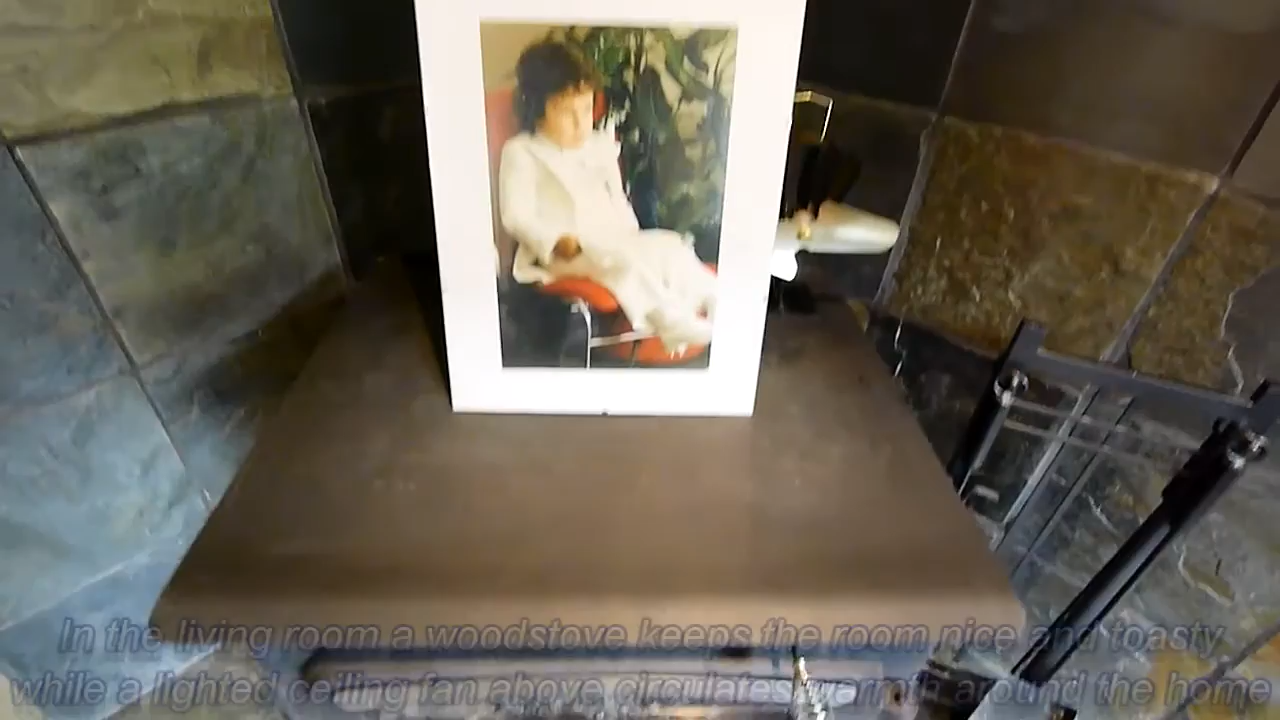 In the living room a woodstove keeps the room nice and toasty
while a lighted ceiling fan above circulates warmth around the home